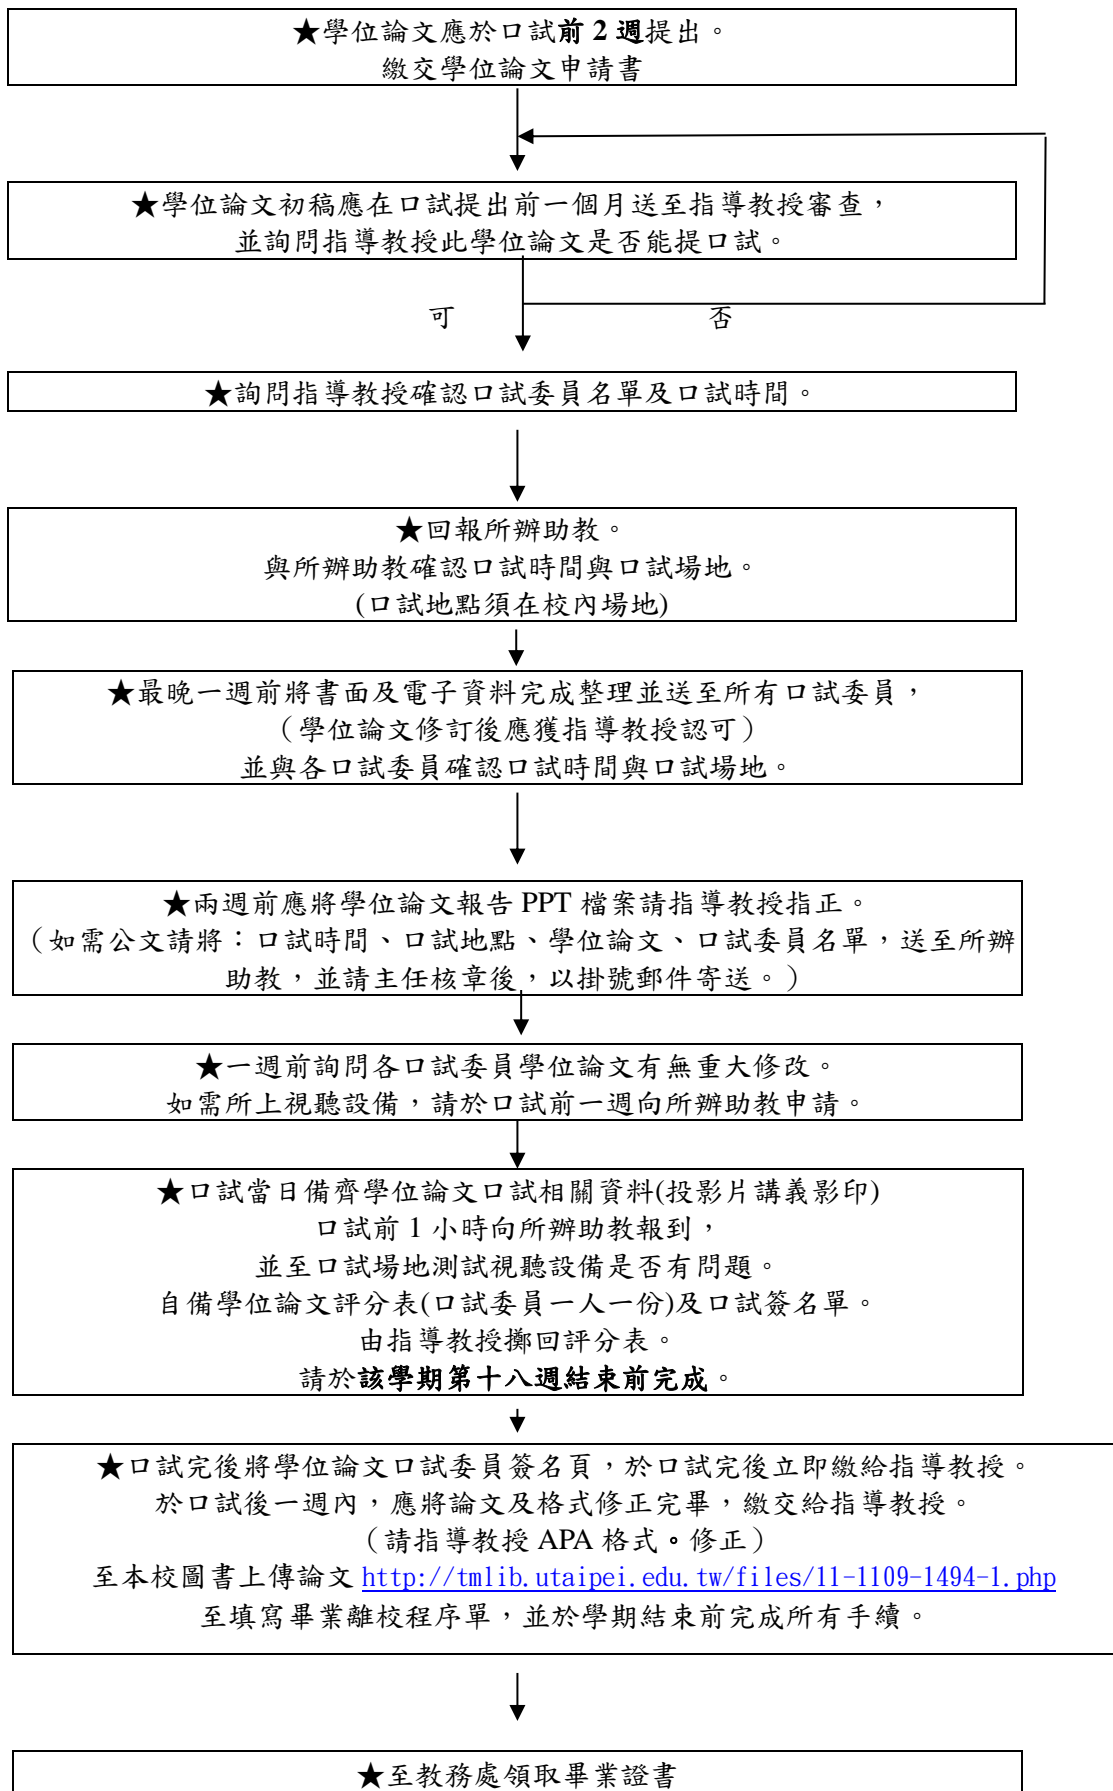 ★學位論文應於口試前 2 週提出。
繳交學位論文申請書
★學位論文初稿應在口試提出前一個月送至指導教授審查，
並詢問指導教授此學位論文是否能提口試。
可 否
★詢問指導教授確認口試委員名單及口試時間。
★回報所辦助教。
與所辦助教確認口試時間與口試場地。
(口試地點須在校內場地)
★最晚一週前將書面及電子資料完成整理並送至所有口試委員，
（學位論文修訂後應獲指導教授認可）
並與各口試委員確認口試時間與口試場地。
★兩週前應將學位論文報告 PPT 檔案請指導教授指正。
（如需公文請將：口試時間、口試地點、學位論文、口試委員名單，送至所辦
助教，並請主任核章後，以掛號郵件寄送。）
★一週前詢問各口試委員學位論文有無重大修改。
如需所上視聽設備，請於口試前一週向所辦助教申請。
★口試當日備齊學位論文口試相關資料(投影片講義影印)
口試前 1 小時向所辦助教報到，
並至口試場地測試視聽設備是否有問題。
自備學位論文評分表(口試委員一人一份)及口試簽名單。
由指導教授擲回評分表。
請於該學期第十八週結束前完成。
★口試完後將學位論文口試委員簽名頁，於口試完後立即繳給指導教授。
於口試後一週內，應將論文及格式修正完畢，繳交給指導教授。
（請指導教授 APA 格式。修正）
至本校圖書上傳論文 http://tmlib.utaipei.edu.tw/files/11-1109-1494-1.php
至填寫畢業離校程序單，並於學期結束前完成所有手續。
★至教務處領取畢業證書